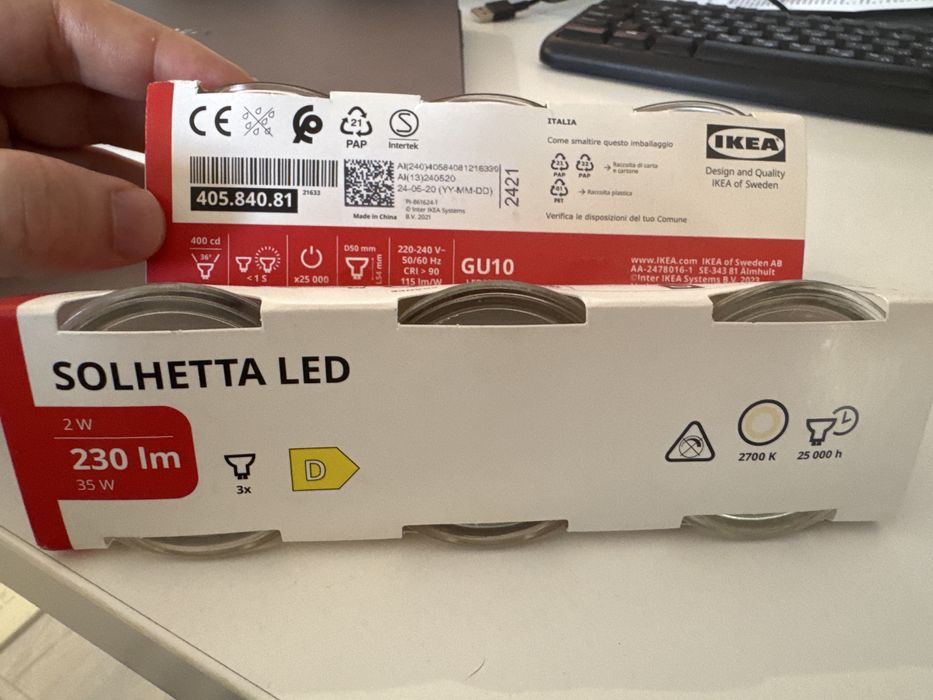 CE
21
PAP
S
Intertek
405.840.81
21633
AI(240)40584081216330
AI(13)240520
24-05-20 (YY-MM-DD)
PI-861624-1
© Inter IKEA Systems
B.V. 2021
Made in China
2421
ITALIA
Come smaltire questo imballaggio
21
PAP
22
PAP
→ Raccolta di carta
e cartone
01
PET
→ Raccolta plastica
Verifica le disposizioni del tuo Comune
IKEA
Design and Quality
IKEA of Sweden
400 cd
36°
< 1 S
x25 000
D50 mm
L54 mm
220-240 V~
50/60 Hz
CRI > 90
115 lm/W
GU10
www.IKEA.com IKEA of Sweden AB
AA-2478016-1 SE-343 81 Älmhult
©Inter IKEA Systems B.V. 2023
SOLHETTA LED
2 W
230 lm
35 W
3x
D
2700 K
25 000 h